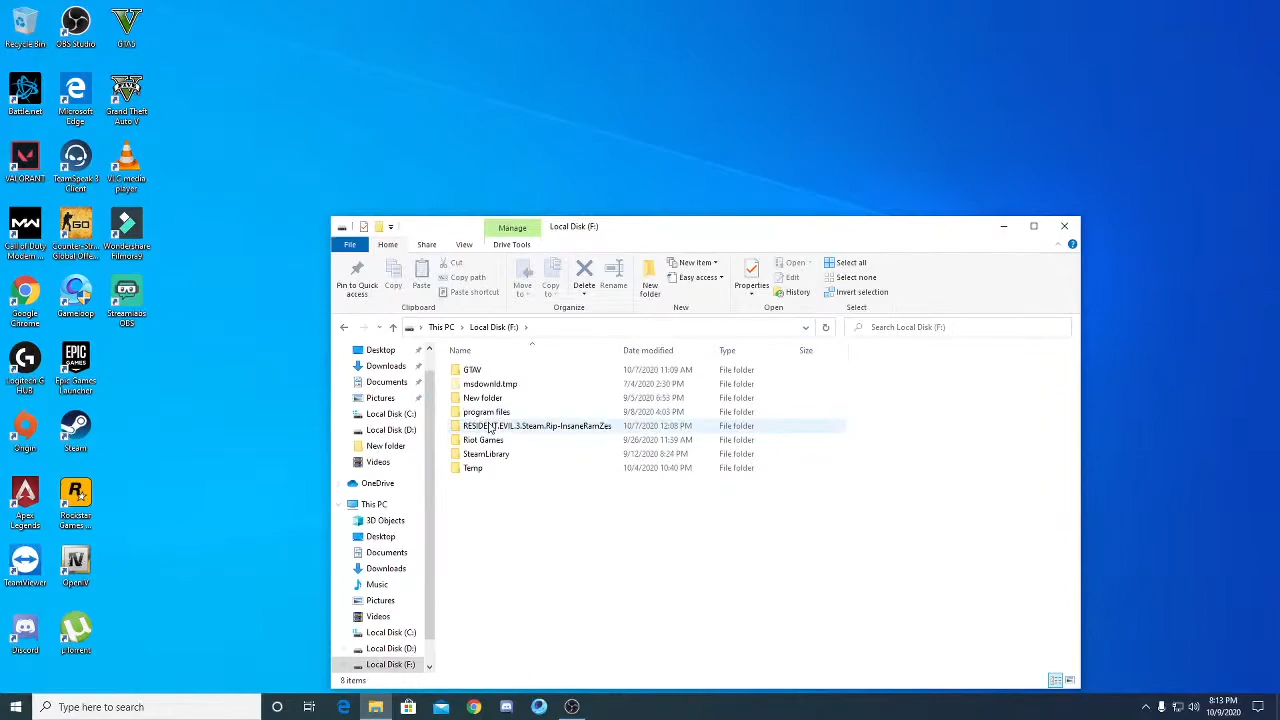 Recycle Bin
OBS Studio
GTA5
Battle.net
Microsoft
Edge
Grand Theft
Auto V
VALORANT
TeamSpeak 3
Client
VLC media
player
Call of Duty
Modern ...
Counter-Str...
Global Offe...
Wondershare
Filmora9
Google
Chrome
Gameloop
Streamlabs
OBS
Logitech G
HUB
Epic Games
Launcher
Origin
Steam
Apex
Legends
Rockstar
Games ...
TeamViewer
OpenIV
Discord
µTorrent
Manage
Local Disk (F:)
File
Home
Share
View
Drive Tools
Pin to Quick
access
Copy
Paste
Cut
Copy path
Paste shortcut
Clipboard
Move
to
Copy
to
Delete
Rename
Organize
New
folder
New item
Easy access
New
Properties
Open
Edit
History
Open
Select all
Select none
Invert selection
Select
This PC
Local Disk (F:)
Search Local Disk (F:)
Desktop
Downloads
Documents
Pictures
Local Disk (C:)
Local Disk (D:)
New folder
Videos
OneDrive
This PC
3D Objects
Desktop
Documents
Downloads
Music
Pictures
Videos
Local Disk (C:)
Local Disk (D:)
Local Disk (F:)
Name Date modified Type Size
GTAV 10/7/2020 11:09 AM File folder
msdownld.tmp 7/4/2020 2:30 PM File folder
New folder 9/5/2020 6:53 PM File folder
program files 9/8/2020 4:03 PM File folder
RESIDENT.EVIL.3.Steam.Rip-InsaneRamZes 10/7/2020 12:08 PM File folder
Riot Games 9/26/2020 11:39 AM File folder
SteamLibrary 9/12/2020 8:24 PM File folder
Temp 10/4/2020 10:40 PM File folder
8 items
Type here to search
8:13 PM
10/9/2020